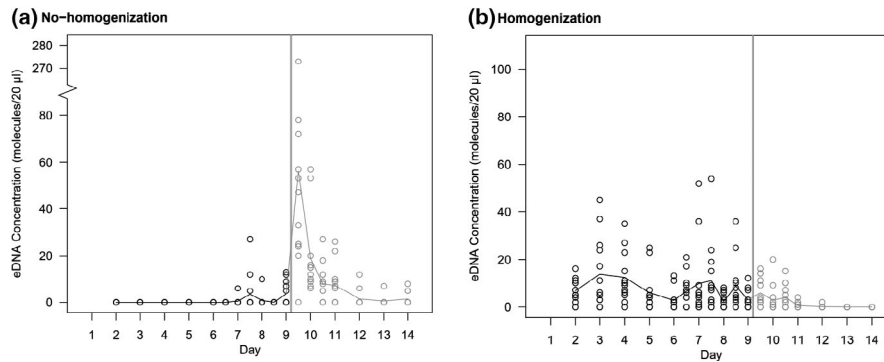 (a) No-homogenization
280
270
80
60
40
20
0
eDNA Concentration (molecules/20 µl)
1 2 3 4 5 6 7 8 9 10 11 12 13 14
Day
(b) Homogenization
100
80
60
40
20
0
eDNA Concentration (molecules/20 µl)
1 2 3 4 5 6 7 8 9 10 11 12 13 14
Day